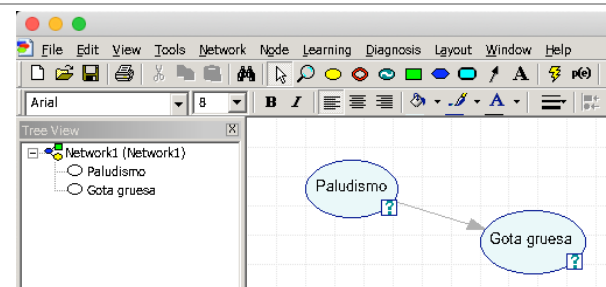 File Edit View Tools Network Node Learning Diagnosis Layout Window Help
A p(e)
Arial 8 B I A
Tree View X
Network1 (Network1)
Paludismo
Gota gruesa
Paludismo
?
Gota gruesa
?